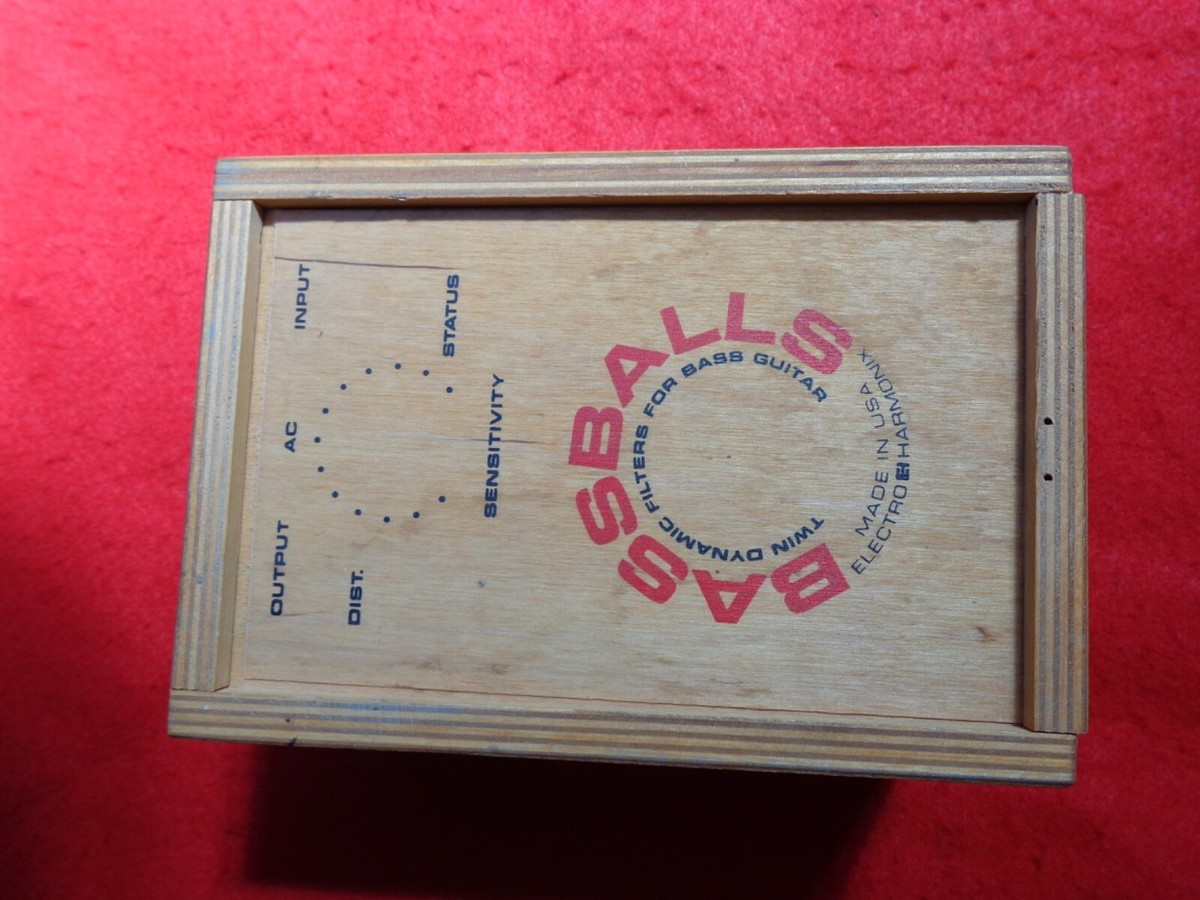 OUTPUT AC INPUT
DIST. STATUS
SENSITIVITY
BASSBALLS
TWIN DYNAMIC FILTERS FOR BASS GUITAR
MADE IN USA
ELECTRO HARMONIX